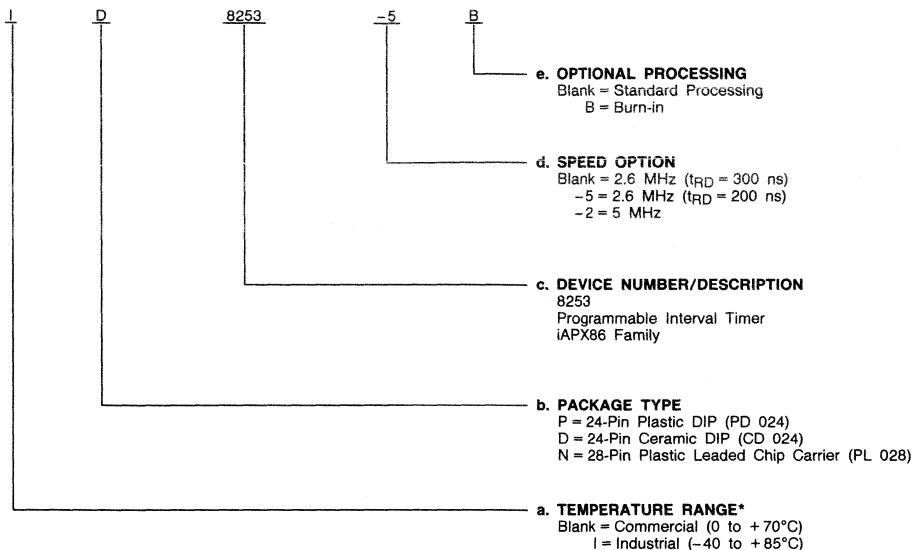 I D 8253 -5 B
e. OPTIONAL PROCESSING
Blank = Standard Processing
B = Burn-in
d. SPEED OPTION
Blank = 2.6 MHz (tRD = 300 ns)
-5 = 2.6 MHz (tRD = 200 ns)
-2 = 5 MHz
c. DEVICE NUMBER/DESCRIPTION
8253
Programmable Interval Timer
iAPX86 Family
b. PACKAGE TYPE
P = 24-Pin Plastic DIP (PD 024)
D = 24-Pin Ceramic DIP (CD 024)
N = 28-Pin Plastic Leaded Chip Carrier (PL 028)
a. TEMPERATURE RANGE*
Blank = Commercial (0 to +70°C)
I = Industrial (-40 to +85°C)